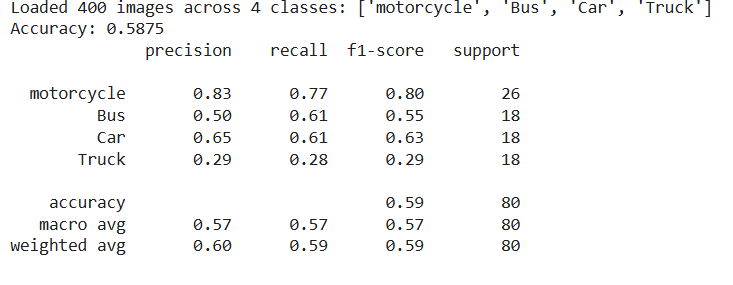 Loaded 400 images across 4 classes: ['motorcycle', 'Bus', 'Car', 'Truck']
Accuracy: 0.5875
precision recall f1-score support
motorcycle 0.83 0.77 0.80 26
Bus 0.50 0.61 0.55 18
Car 0.65 0.61 0.63 18
Truck 0.29 0.28 0.29 18
accuracy 0.59 80
macro avg 0.57 0.57 0.57 80
weighted avg 0.60 0.59 0.59 80